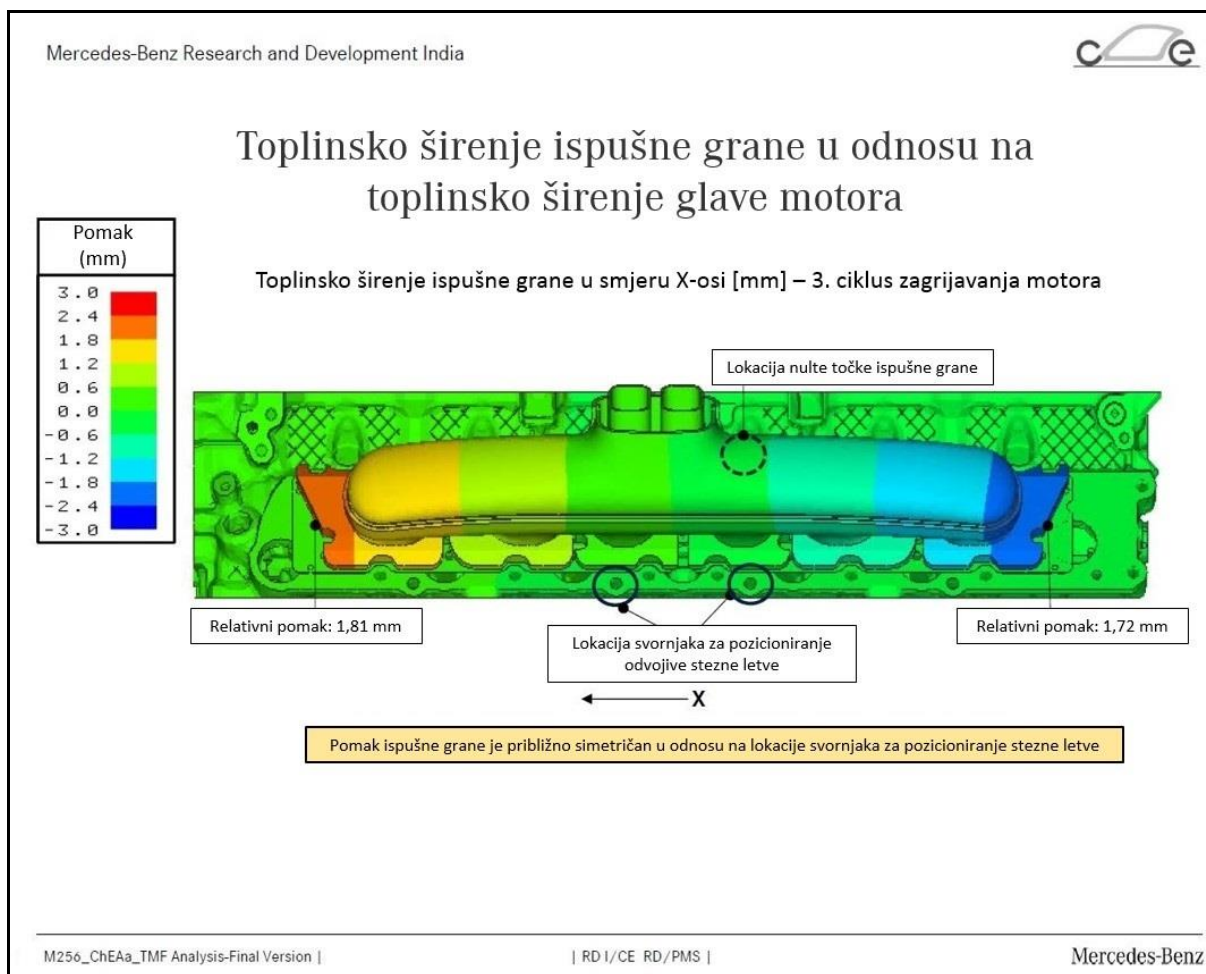 Mercedes-Benz Research and Development India
c e
Toplinsko širenje ispušne grane u odnosu na
toplinsko širenje glave motora
Pomak
(mm)
3.0
2.4
1.8
1.2
0.6
0.0
-0.6
-1.2
-1.8
-2.4
-3.0
Toplinsko širenje ispušne grane u smjeru X-osi [mm] – 3. ciklus zagrijavanja motora
Lokacija nulte točke ispušne grane
Relativni pomak: 1,81 mm
Lokacija svornjaka za pozicioniranje
odvojive stezne letve
Relativni pomak: 1,72 mm
X
Pomak ispušne grane je približno simetričan u odnosu na lokacije svornjaka za pozicioniranje stezne letve
M256_ChEAa_TMF Analysis-Final Version | | RD I/CE RD/PMS | Mercedes-Benz